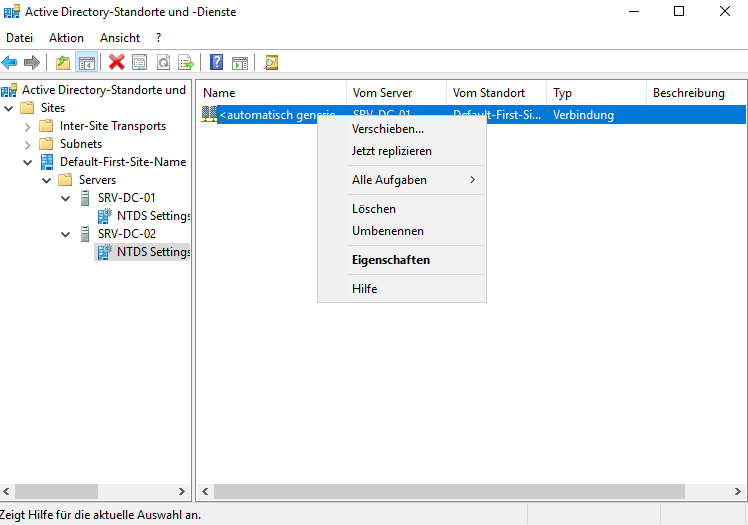 Active Directory-Standorte und -Dienste
Datei Aktion Ansicht ?
Active Directory-Standorte und
Sites
Inter-Site Transports
Subnets
Default-First-Site-Name
Servers
SRV-DC-01
NTDS Settings
SRV-DC-02
NTDS Settings
Name Vom Server Vom Standort Typ Beschreibung
<automatisch generie... SRV-DC-01 Default-First-Si... Verbindung
Verschieben...
Jetzt replizieren
Alle Aufgaben
Löschen
Umbenennen
Eigenschaften
Hilfe
Zeigt Hilfe für die aktuelle Auswahl an.